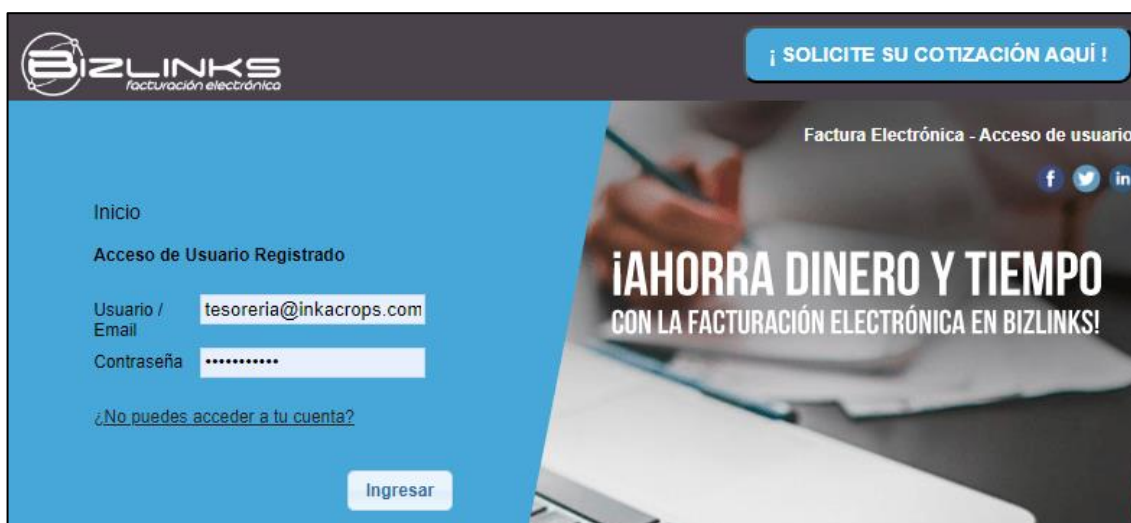 BIZLINKS
facturación electrónica
¡ SOLICITE SU COTIZACIÓN AQUÍ !
Factura Electrónica - Acceso de usuario
f
in
Inicio
Acceso de Usuario Registrado
Usuario /
Email
tesoreria@inkacrops.com
Contraseña
•••••••••••
¿No puedes acceder a tu cuenta?
Ingresar
¡AHORRA DINERO Y TIEMPO
CON LA FACTURACIÓN ELECTRÓNICA EN BIZLINKS!